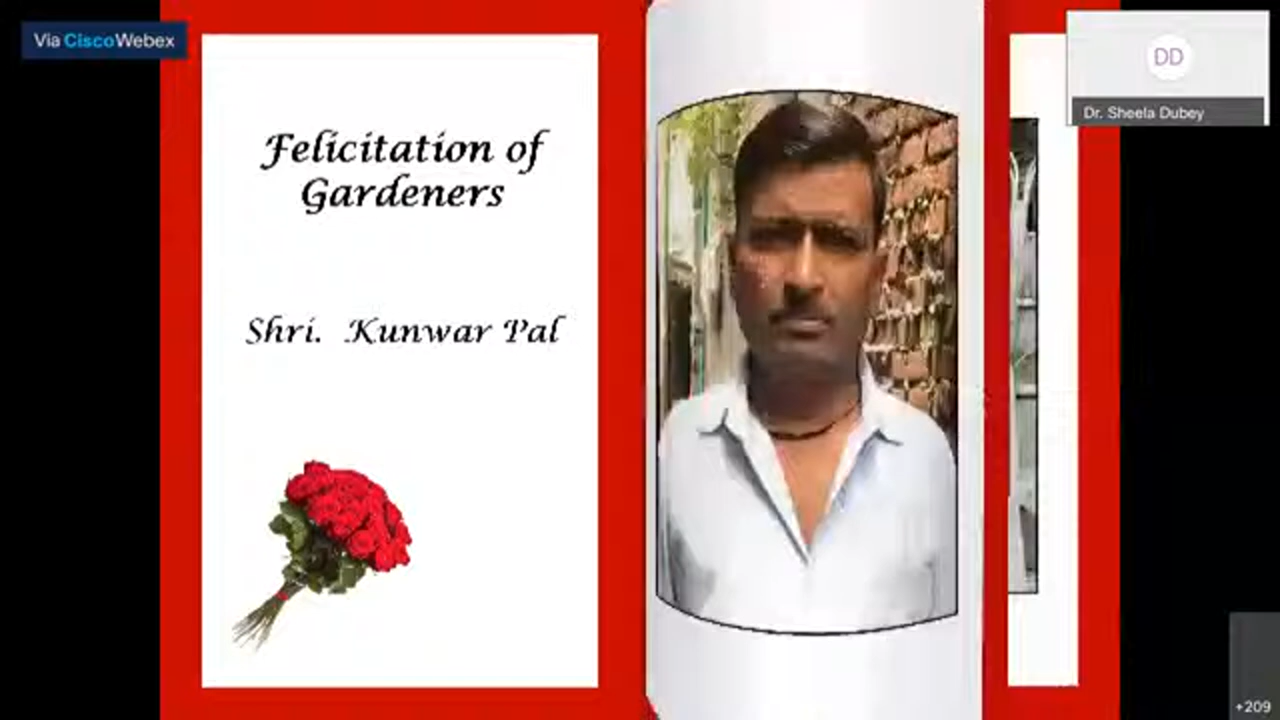 Via CiscoWebex
Felicitation of
Gardeners
Shri. Kunwar Pal
DD
Dr. Sheela Dubey
+209